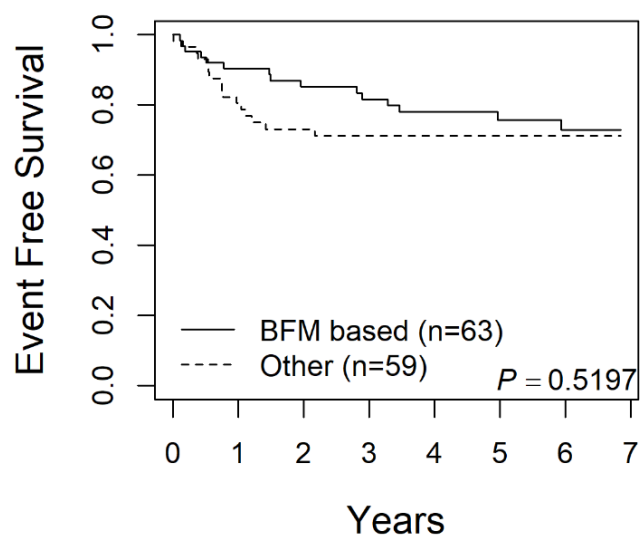 Event Free Survival
1.0
0.8
0.6
0.4
0.2
0.0
BFM based (n=63)
Other (n=59)
P = 0.5197
0 1 2 3 4 5 6 7
Years